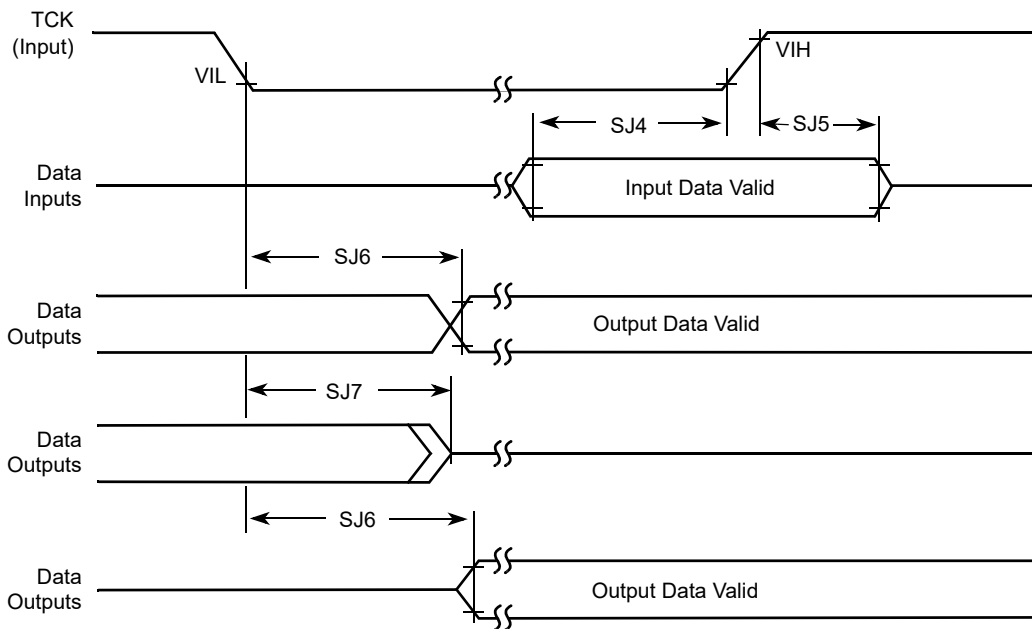 TCK
(Input)
VIL
VIH
SJ4
SJ5
Data
Inputs
Input Data Valid
SJ6
Data
Outputs
Output Data Valid
SJ7
Data
Outputs
SJ6
Data
Outputs
Output Data Valid